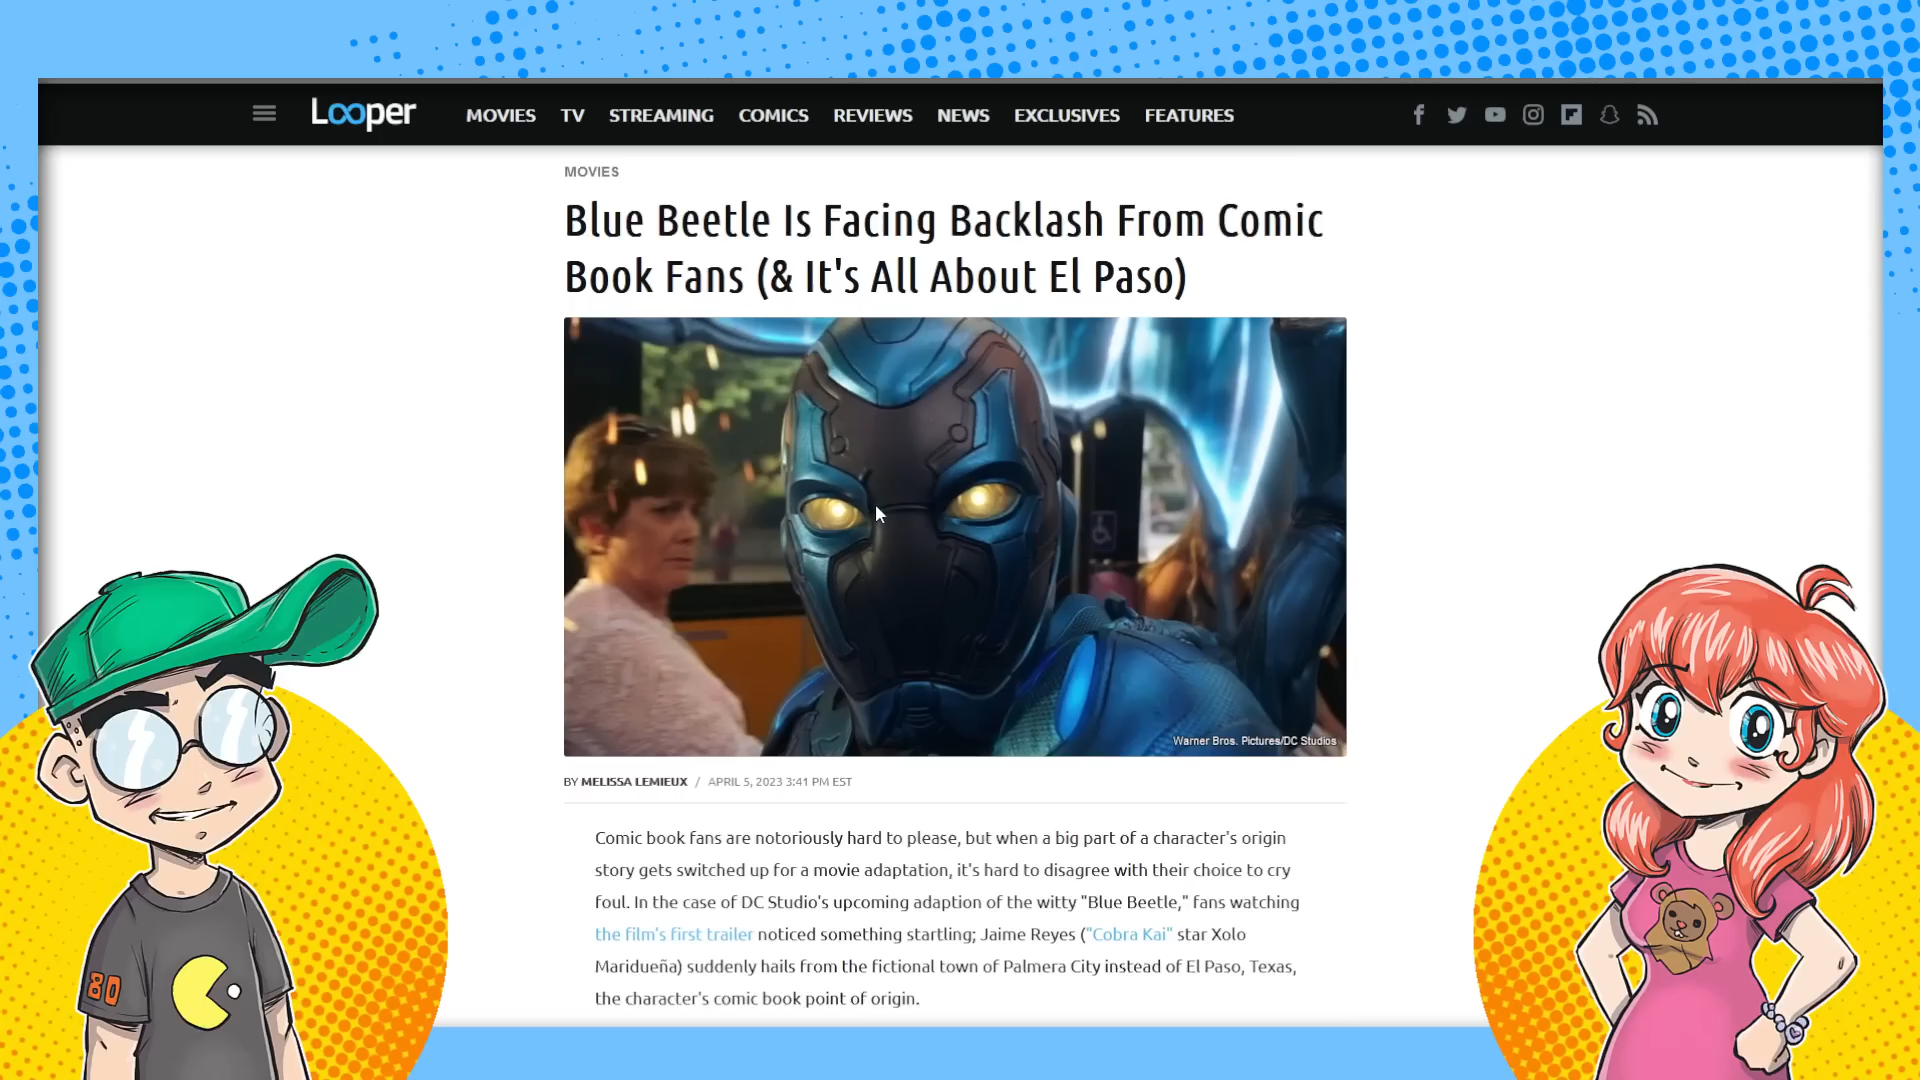 Looper
MOVIES TV STREAMING COMICS REVIEWS NEWS EXCLUSIVES FEATURES
MOVIES
Blue Beetle Is Facing Backlash From Comic
Book Fans (& It's All About El Paso)
Warner Bros. Pictures/DC Studios
BY MELISSA LEMIEUX / APRIL 5, 2023 3:41 PM EST
Comic book fans are notoriously hard to please, but when a big part of a character's origin
story gets switched up for a movie adaptation, it's hard to disagree with their choice to cry
foul. In the case of DC Studio's upcoming adaption of the witty "Blue Beetle," fans watching
the film's first trailer noticed something startling; Jaime Reyes ("Cobra Kai" star Xolo
Maridueña) suddenly hails from the fictional town of Palmera City instead of El Paso, Texas,
the character's comic book point of origin.
80